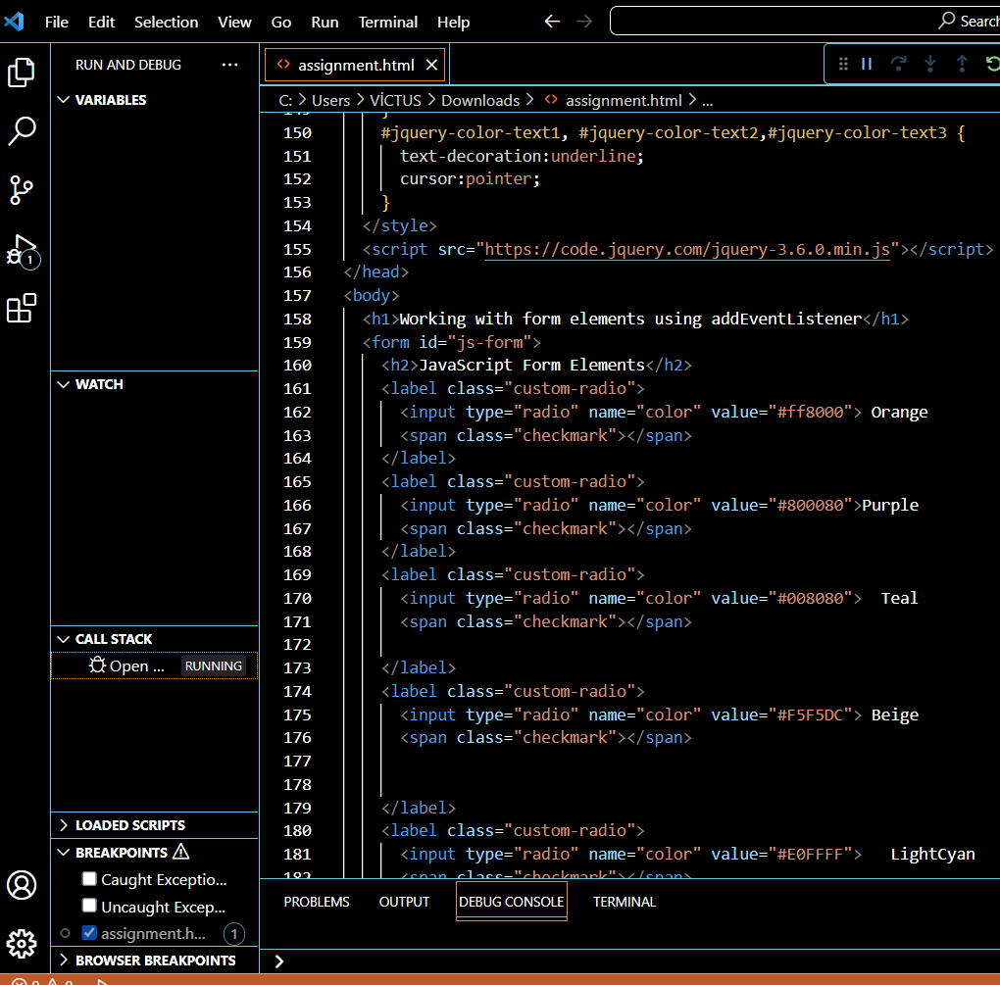 File Edit Selection View Go Run Terminal Help Search
RUN AND DEBUG ...
assignment.html
VARIABLES
C: > Users > VİCTUS > Downloads > assignment.html > ...
150 #jquery-color-text1, #jquery-color-text2,#jquery-color-text3 {
151 text-decoration:underline;
152 cursor:pointer;
153 }
154 </style>
155 <script src="https://code.jquery.com/jquery-3.6.0.min.js"></script>
156 </head>
157 <body>
158 <h1>Working with form elements using addEventListener</h1>
159 <form id="js-form">
160 <h2>JavaScript Form Elements</h2>
161 <label class="custom-radio">
162 <input type="radio" name="color" value="#ff8000"> Orange
163 <span class="checkmark"></span>
164 </label>
165 <label class="custom-radio">
166 <input type="radio" name="color" value="#800080">Purple
167 <span class="checkmark"></span>
168 </label>
169 <label class="custom-radio">
170 <input type="radio" name="color" value="#008080">  Teal
171 <span class="checkmark"></span>
172
173 </label>
174 <label class="custom-radio">
175 <input type="radio" name="color" value="#F5F5DC"> Beige
176 <span class="checkmark"></span>
177
178
179 </label>
180 <label class="custom-radio">
181 <input type="radio" name="color" value="#E0FFFF">   LightCyan
182 <span class="checkmark"></span>
1
WATCH
CALL STACK
Open ... RUNNING
LOADED SCRIPTS
BREAKPOINTS
Caught Exceptio...
Uncaught Excep...
assignment.h... 1
BROWSER BREAKPOINTS
PROBLEMS OUTPUT DEBUG CONSOLE TERMINAL
>